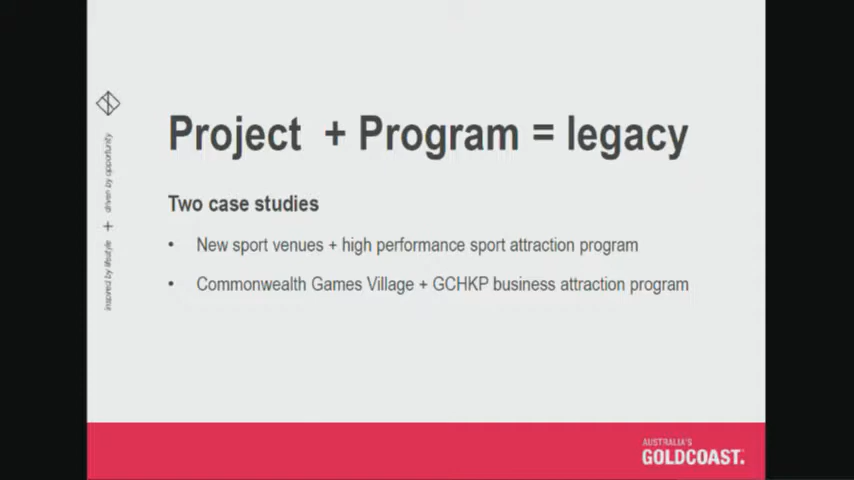 Project + Program = legacy
Two case studies
• New sport venues + high performance sport attraction program
• Commonwealth Games Village + GCHKP business attraction program
inspired by lifestyle + driven by opportunity
AUSTRALIA'S
GOLDCOAST.